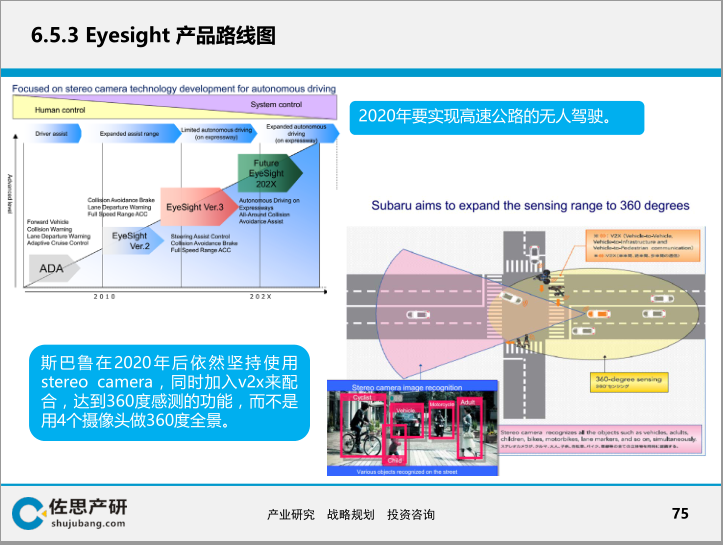 6.5.3 Eyesight 产品路线图
Focused on stereo camera technology development for autonomous driving
Human control
System control
Driver assist
Expanded assist range
Limited autonomous driving
(on expressway)
Expanded autonomous
driving
(on expressway)
Advanced level
Future
EyeSight
202X
Collision Avoidance Brake
Lane Departure Warning
Full Speed Range ACC
EyeSight Ver.3
Autonomous Driving on
Expressways
All-Around Collision
Avoidance Assist
Forward Vehicle
Collision Warning
Lane Departure Warning
Adaptive Cruise Control
EyeSight
Ver.2
Steering Assist Control
Collision Avoidance Brake
Full Speed Range ACC
ADA
2010
202X
2020年要实现高速公路的无人驾驶。
Subaru aims to expand the sensing range to 360 degrees
V2X (Vehicle-to-Vehicle,
Vehicle-to-Infrastructure and
Vehicle-to-Pedestrian communication)
360-degree sensing
360°センシング
斯巴鲁在2020年后依然坚持使用
stereo camera，同时加入v2x来配
合，达到360度感测的功能，而不是
用4个摄像头做360度全景。
Stereo camera image recognition
Cyclist
Vehicle
Motorcycle
Adult
Child
Various objects recognized on the street
Stereo camera recognizes all the objects such as vehicles, adults,
children, bikes, motorbikes, lane markers, and so on, simultaneously.
佐思产研
shujubang.com
产业研究 战略规划 投资咨询
75